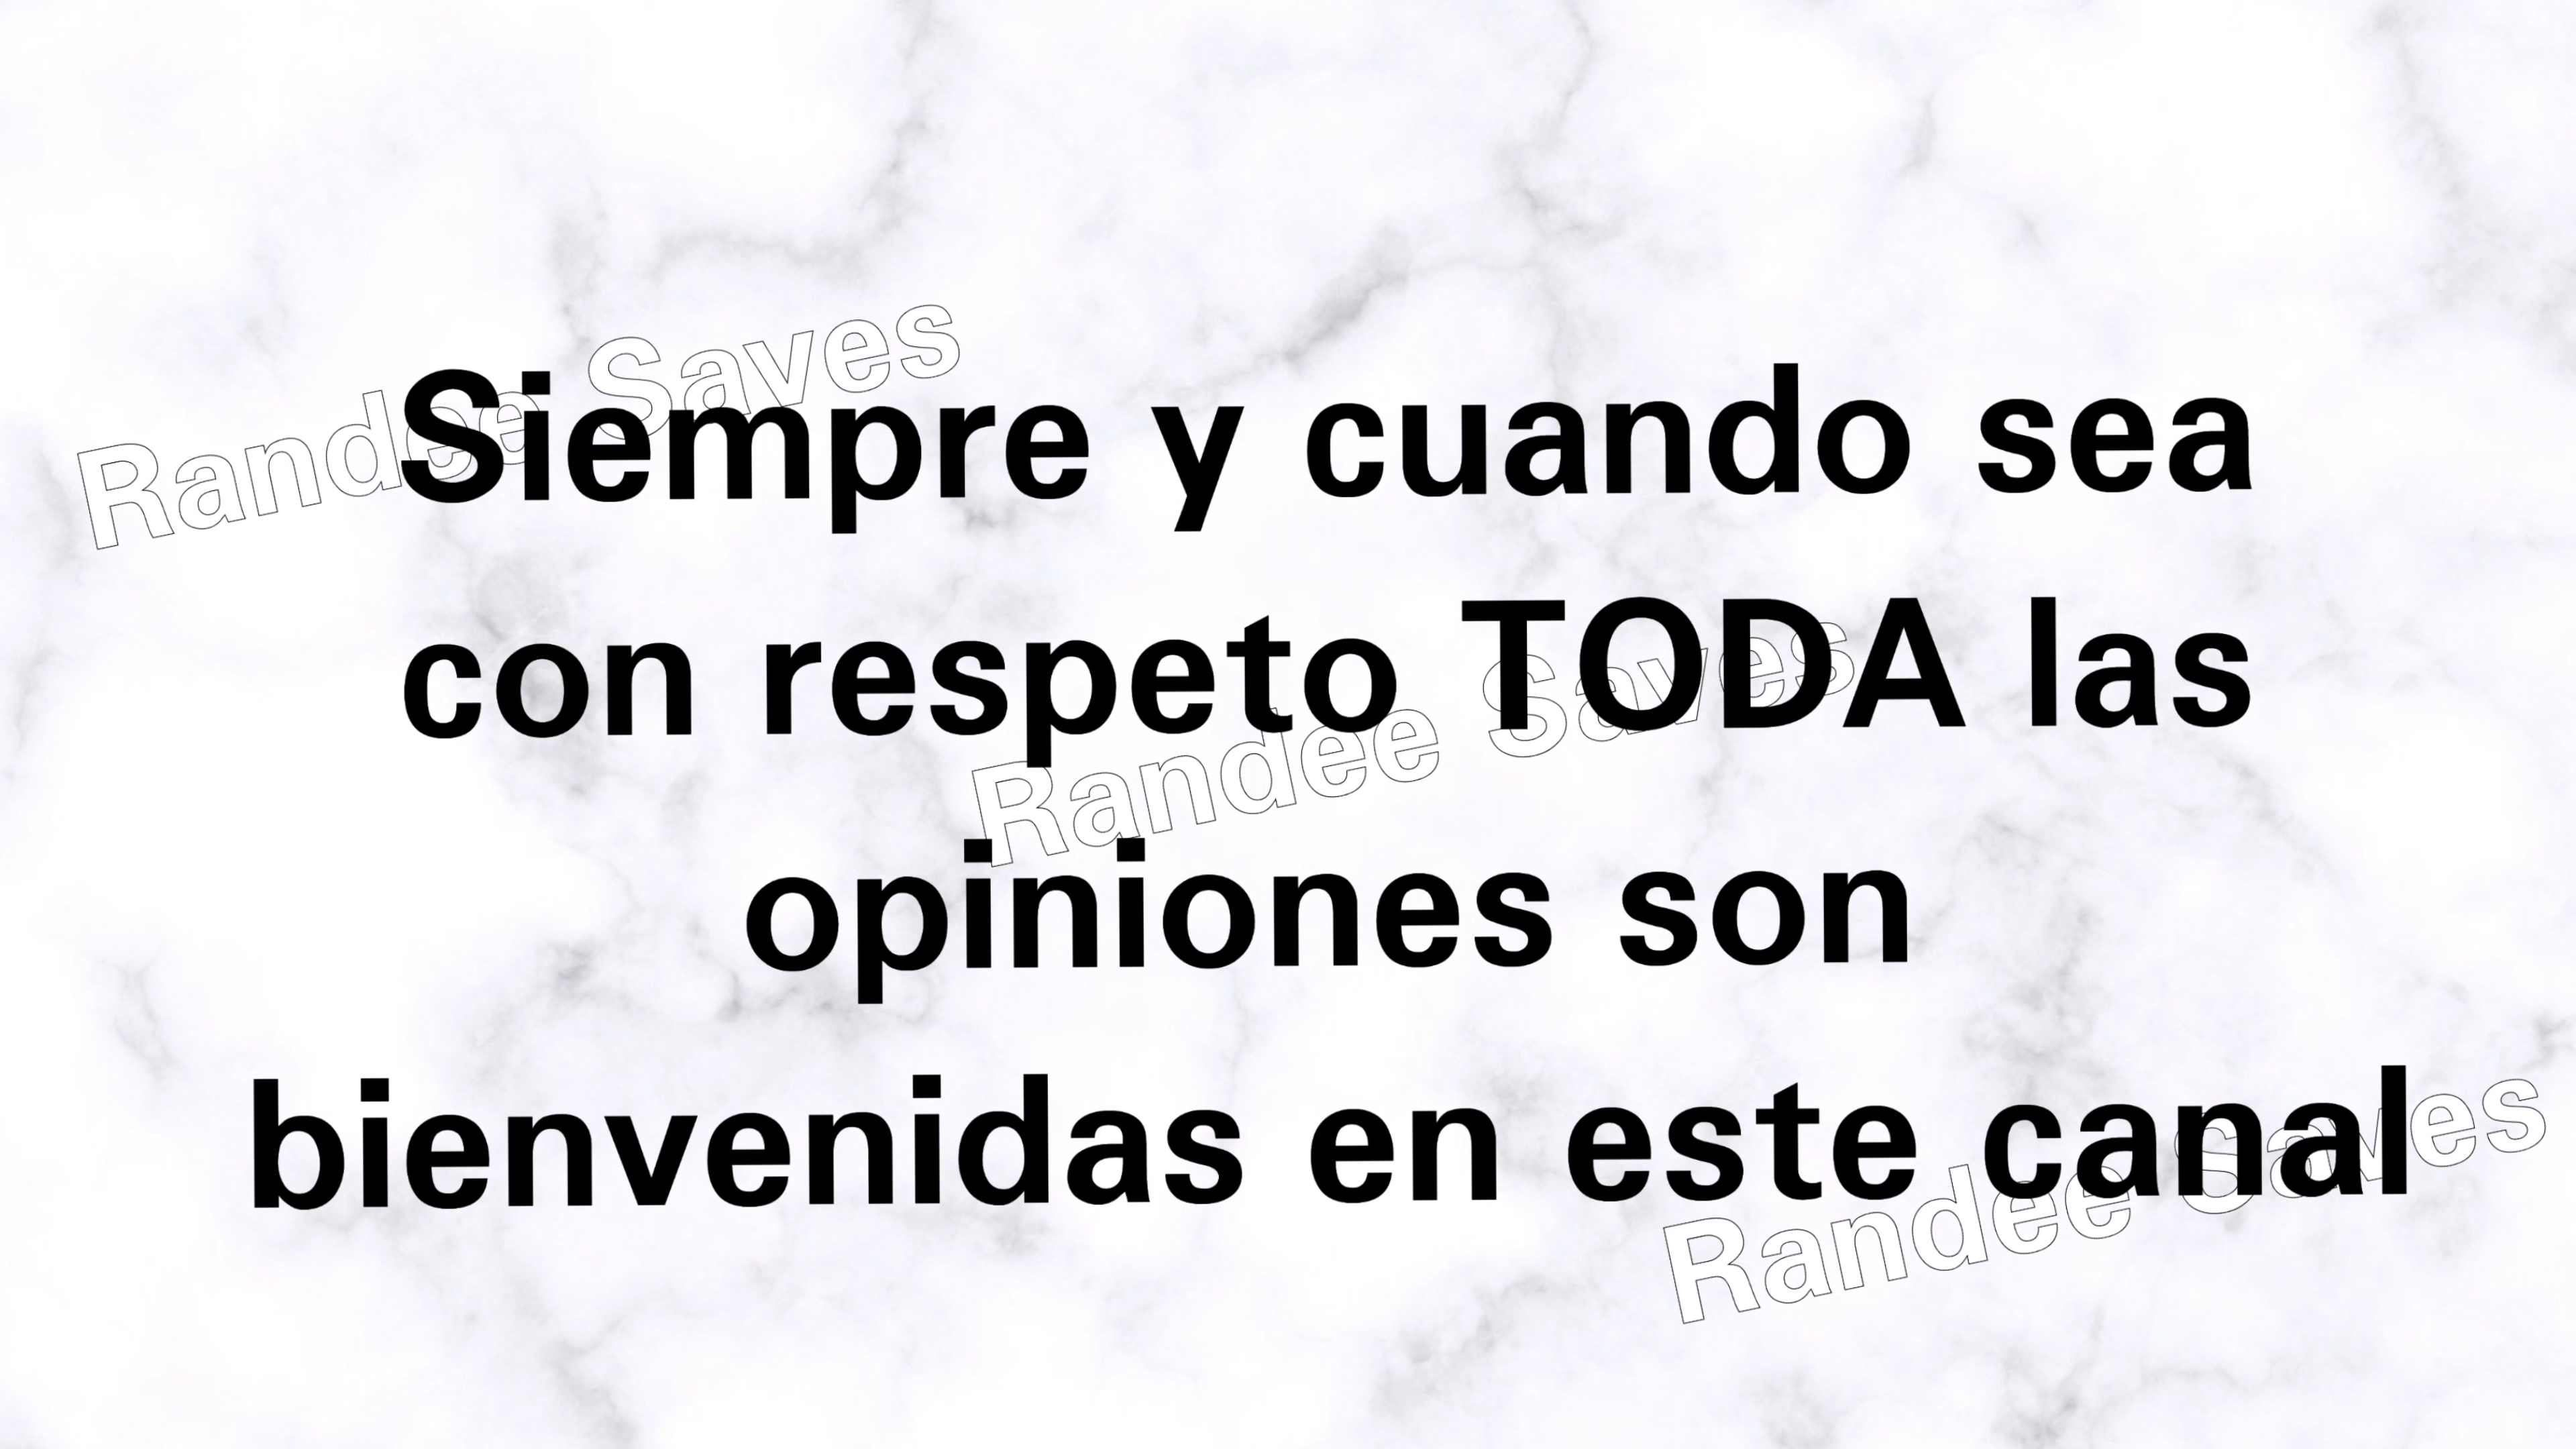 Randee Saves
Siempre y cuando sea
con respeto TODA las
Randee Saves
opiniones son
bienvenidas en este canal
Randee Saves